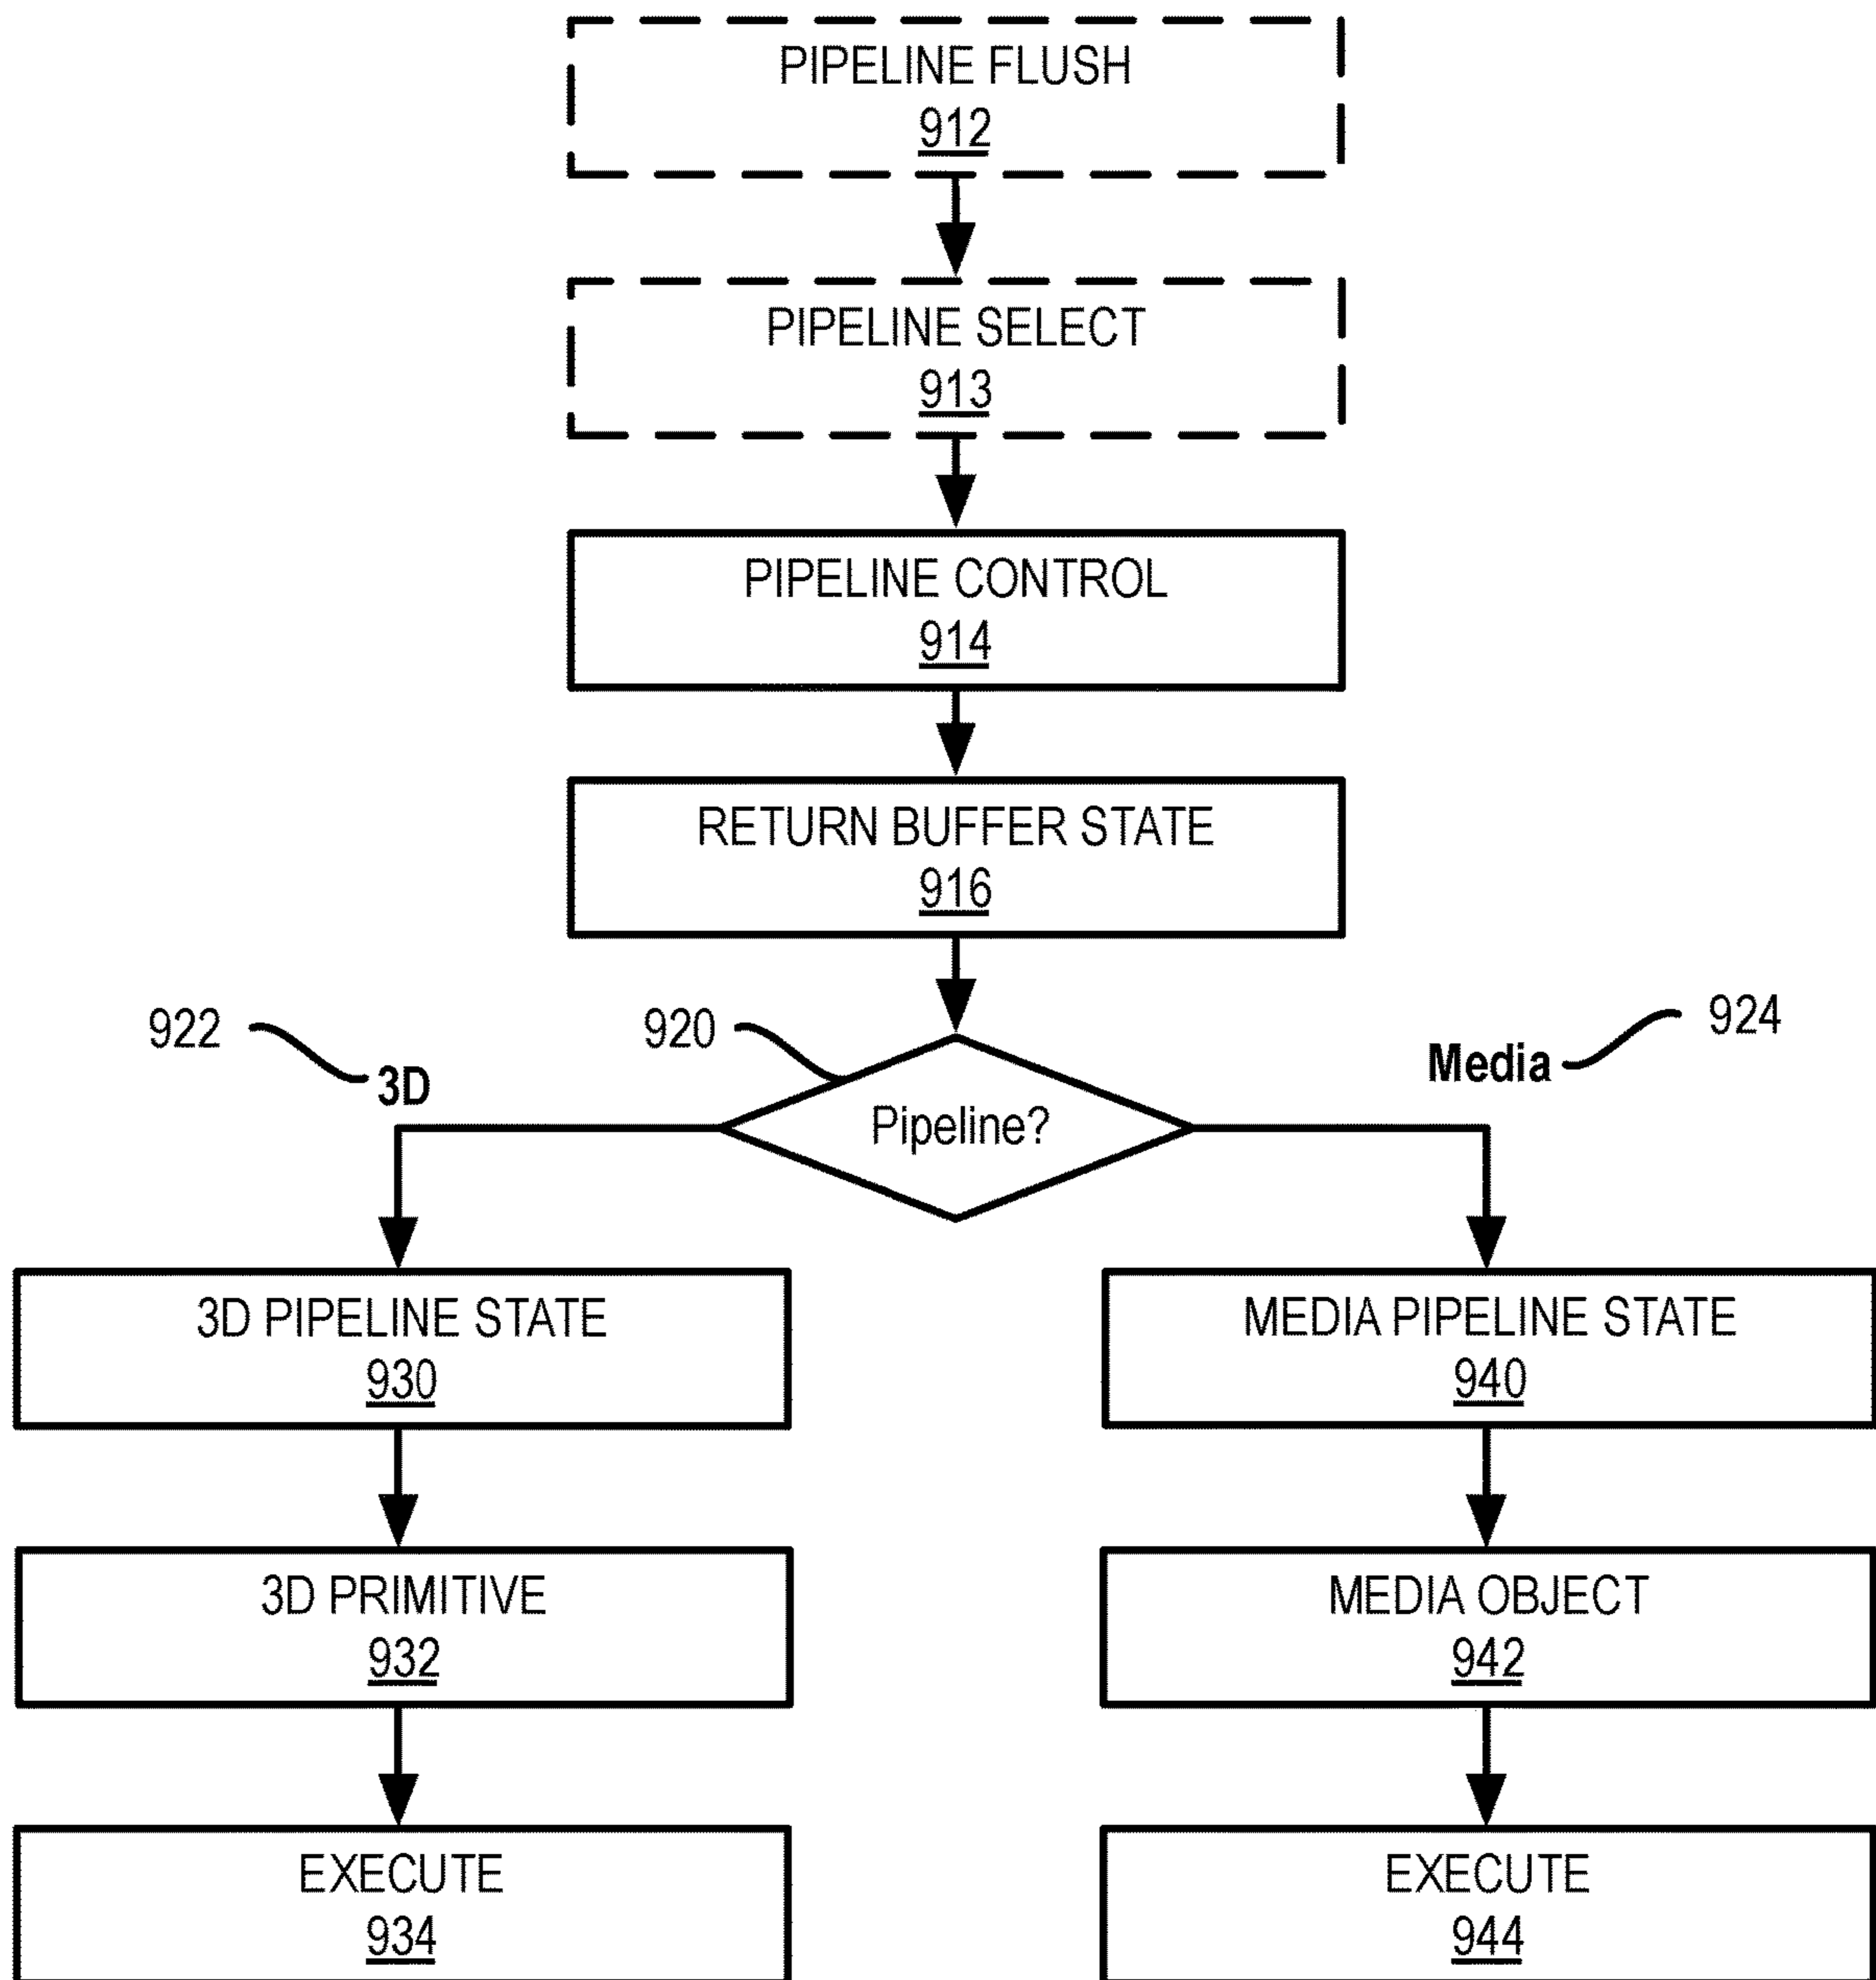 PIPELINE FLUSH
912
PIPELINE SELECT
913
PIPELINE CONTROL
914
RETURN BUFFER STATE
916
922
920
924
3D
Media
Pipeline?
3D PIPELINE STATE
930
MEDIA PIPELINE STATE
940
3D PRIMITIVE
932
MEDIA OBJECT
942
EXECUTE
934
EXECUTE
944